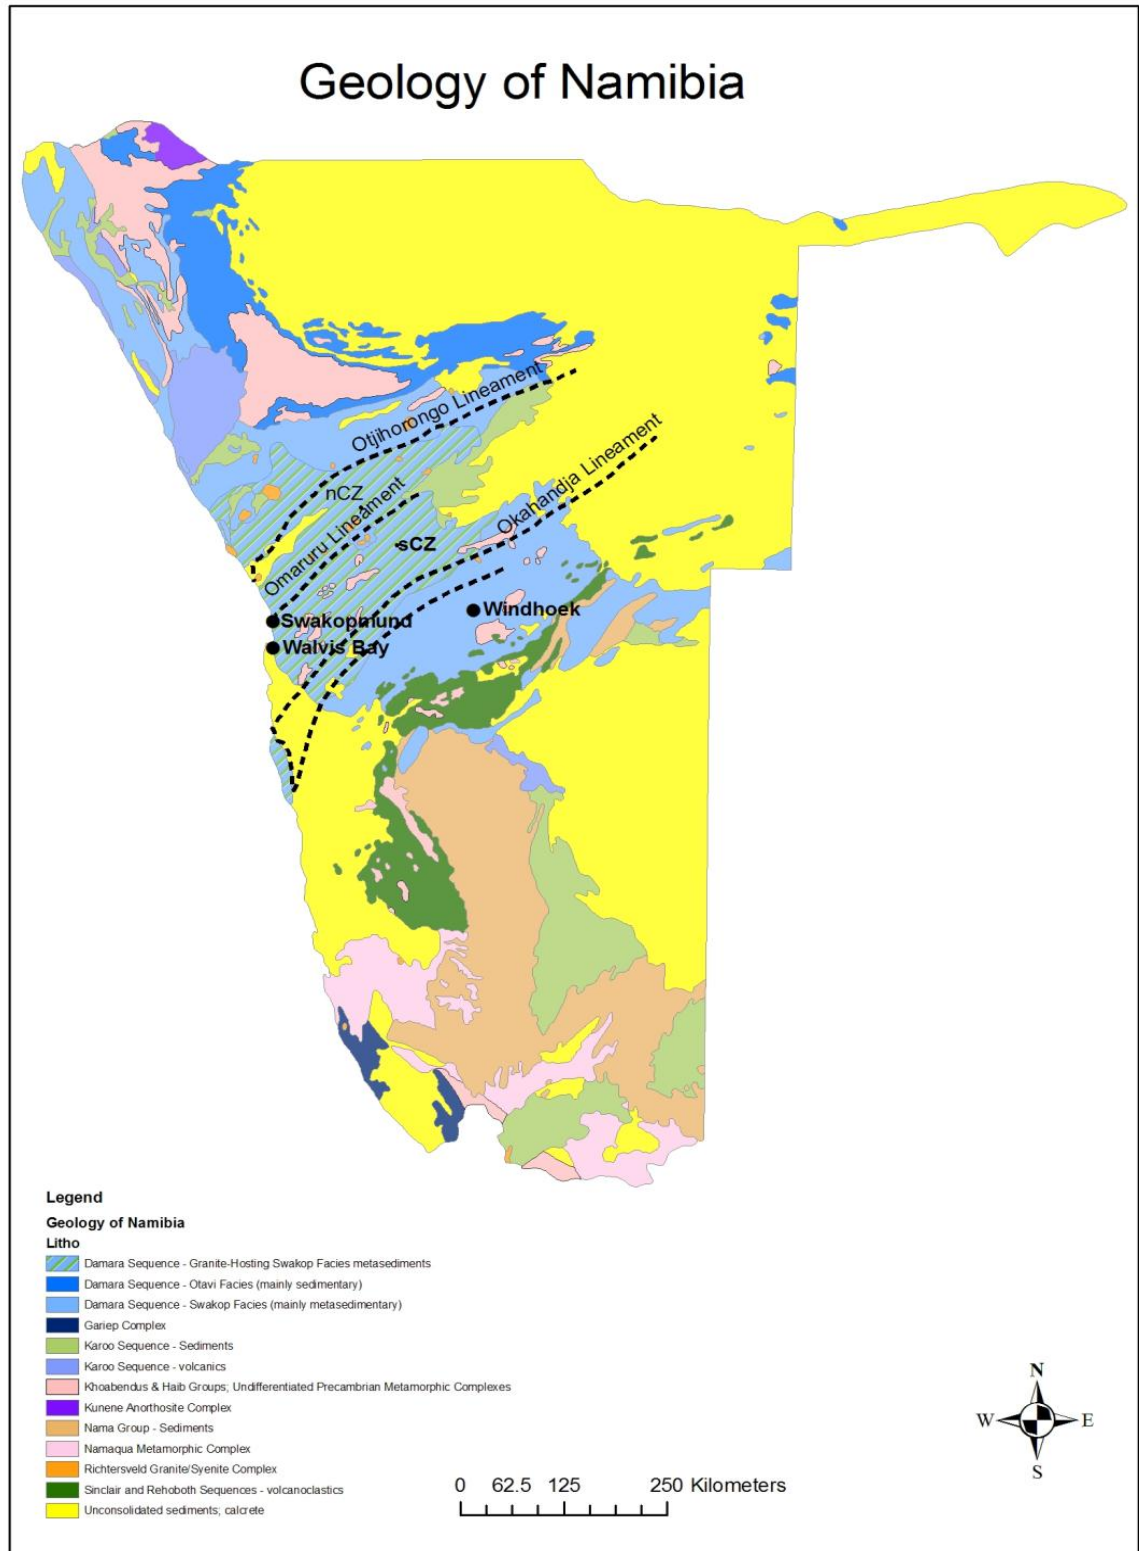 Geology of Namibia
Otjihorongo Lineament
Okahandja Lineament
nCZ
Omaruru Lineament
sCZ
Windhoek
Swakopmund
Walvis Bay
Legend
Geology of Namibia
Litho
Damara Sequence - Granite-Hosting Swakop Facies metasediments
Damara Sequence - Otavi Facies (mainly sedimentary)
Damara Sequence - Swakop Facies (mainly metasedimentary)
Gariep Complex
Karoo Sequence - Sediments
Karoo Sequence - volcanics
Khoabendus & Haib Groups; Undifferentiated Precambrian Metamorphic Complexes
Kunene Anorthosite Complex
Nama Group - Sediments
Namaqua Metamorphic Complex
Richtersveld Granite/Syenite Complex
Sinclair and Rehoboth Sequences - volcanoclastics
Unconsolidated sediments; calcrete
N
W E
S
0 62.5 125 250 Kilometers